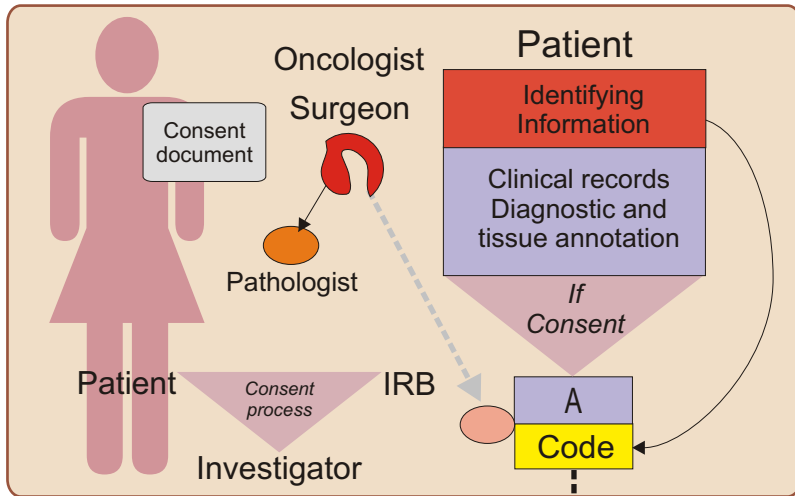 Oncologist
Surgeon
Consent
document
Pathologist
Patient
IRB
Consent
process
Investigator
Patient
Identifying
Information
Clinical records
Diagnostic and
tissue annotation
If
Consent
A
Code